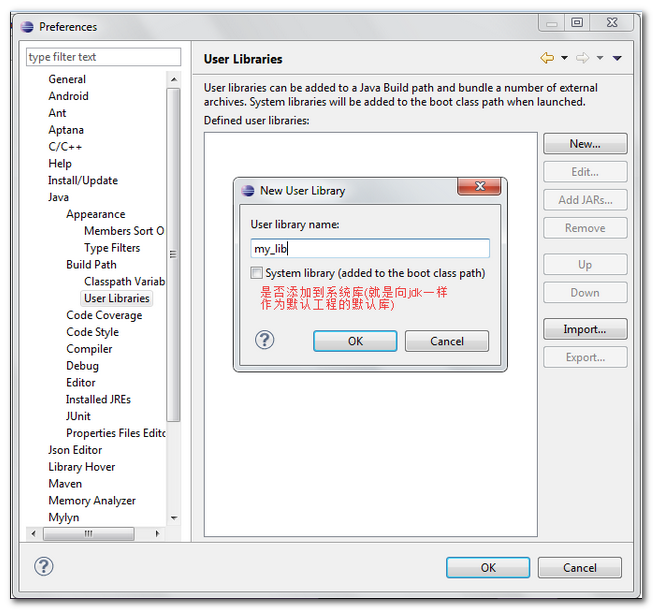 Preferences
type filter text
General
Android
Ant
Aptana
C/C++
Help
Install/Update
Java
Appearance
Members Sort O
Type Filters
Build Path
Classpath Variab
User Libraries
Code Coverage
Code Style
Compiler
Debug
Editor
Installed JREs
JUnit
Properties Files Edito
Json Editor
Library Hover
Maven
Memory Analyzer
Mylyn
User Libraries
User libraries can be added to a Java Build path and bundle a number of external
archives. System libraries will be added to the boot class path when launched.
Defined user libraries:
New...
Edit...
Add JARs...
Remove
Up
Down
Import...
Export...
New User Library
User library name:
my_lib
System library (added to the boot class path)
是否添加到系统库(就是向jdk一样
作为默认工程的默认库)
OK
Cancel
OK
Cancel